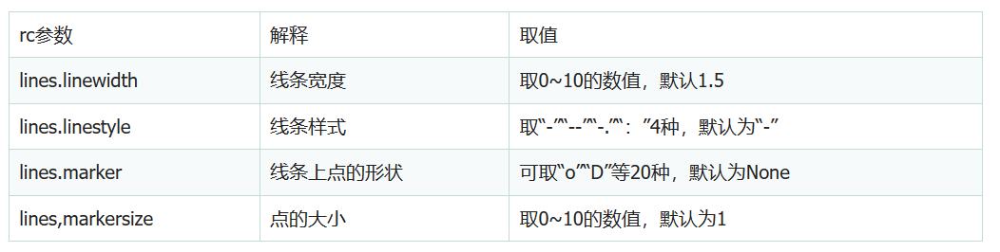 rc参数 解释 取值
lines.linewidth 线条宽度 取0~10的数值，默认1.5
lines.linestyle 线条样式 取“-”“--”“-.”“：”4种，默认为“-”
lines.marker 线条上点的形状 可取“o”“D”等20种，默认为None
lines,markersize 点的大小 取0~10的数值，默认为1